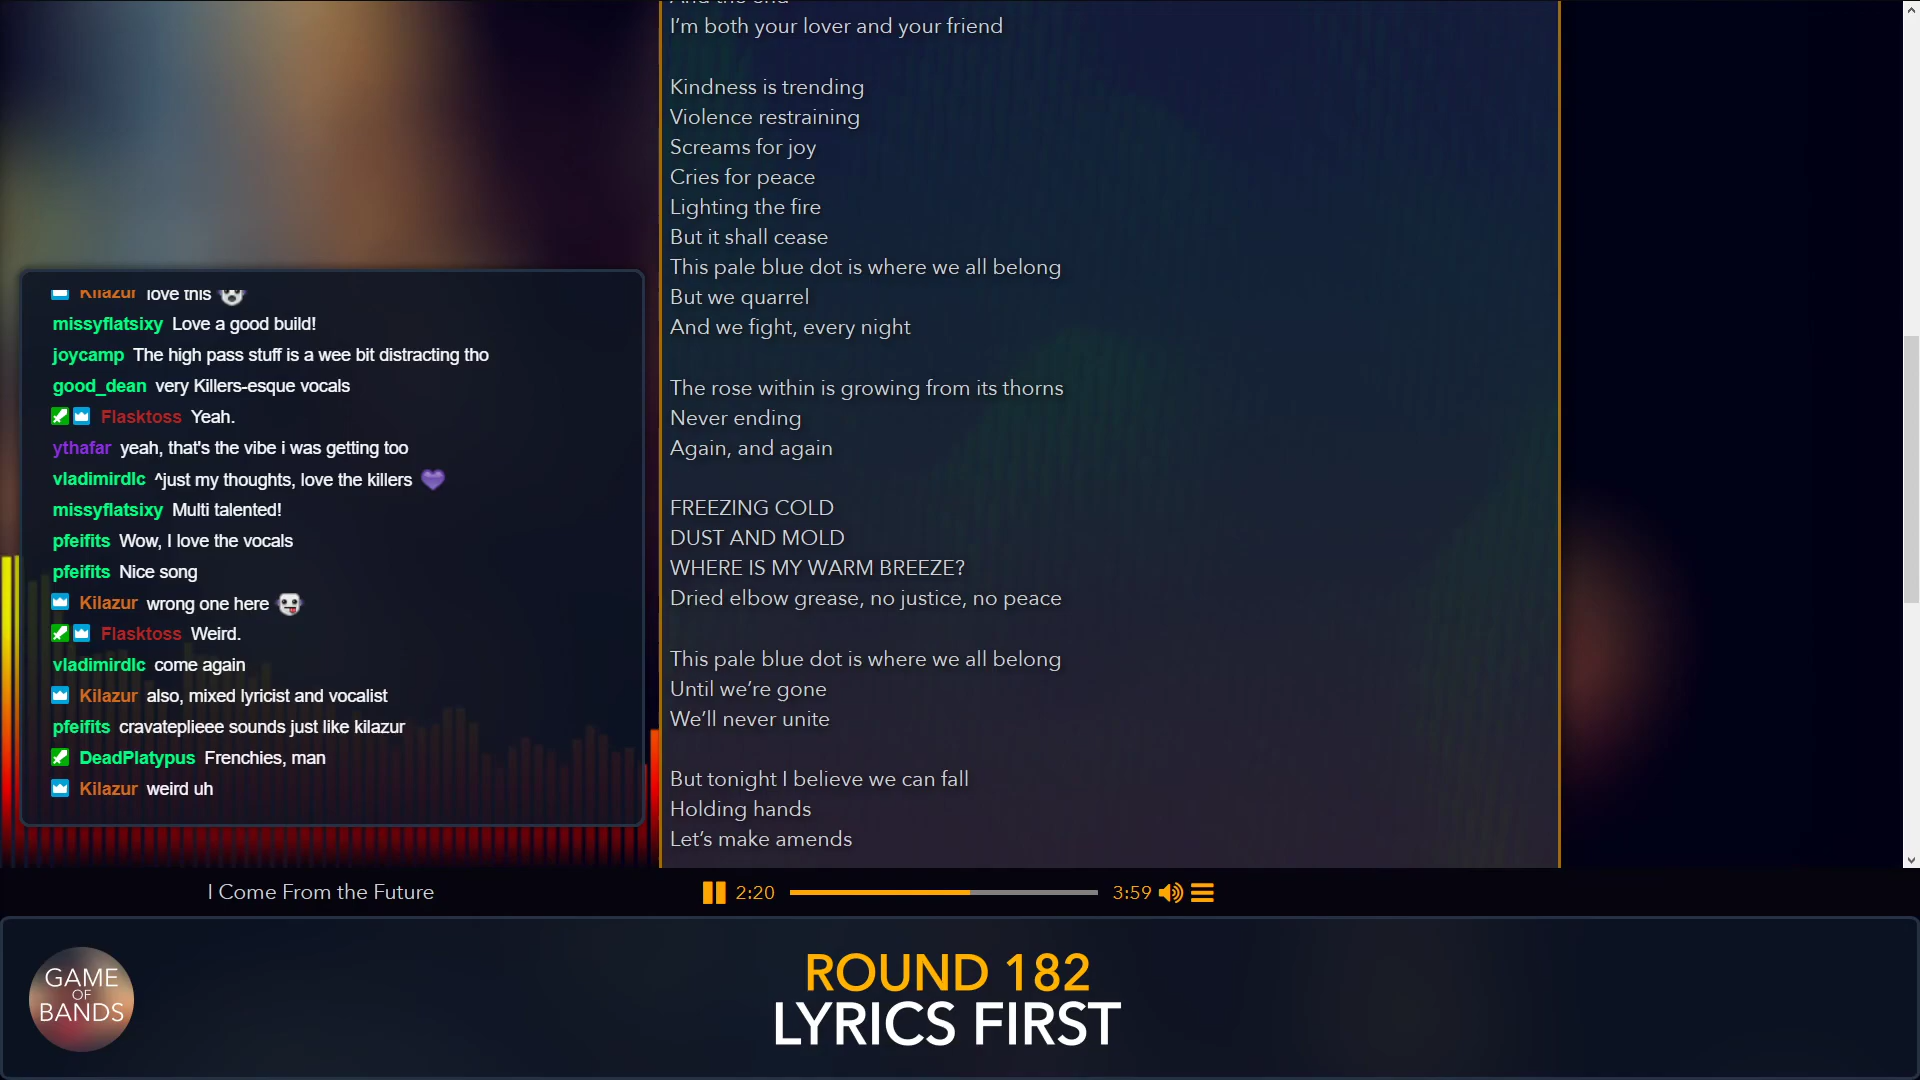 And the end
I’m both your lover and your friend
Kindness is trending
Violence restraining
Screams for joy
Cries for peace
Lighting the fire
But it shall cease
This pale blue dot is where we all belong
But we quarrel
And we fight, every night
The rose within is growing from its thorns
Never ending
Again, and again
FREEZING COLD
DUST AND MOLD
WHERE IS MY WARM BREEZE?
Dried elbow grease, no justice, no peace
This pale blue dot is where we all belong
Until we’re gone
We’ll never unite
But tonight I believe we can fall
Holding hands
Let’s make amends
Kilazur love this
missyflatsixy Love a good build!
joycamp The high pass stuff is a wee bit distracting tho
good_dean very Killers-esque vocals
Flasktoss Yeah.
ythafar yeah, that's the vibe i was getting too
vladimirdlc ^just my thoughts, love the killers
missyflatsixy Multi talented!
pfeifits Wow, I love the vocals
pfeifits Nice song
Kilazur wrong one here
Flasktoss Weird.
vladimirdlc come again
Kilazur also, mixed lyricist and vocalist
pfeifits cravateplieee sounds just like kilazur
DeadPlatypus Frenchies, man
Kilazur weird uh
I Come From the Future
2:20 3:59
GAME
OF
BANDS
ROUND 182
LYRICS FIRST